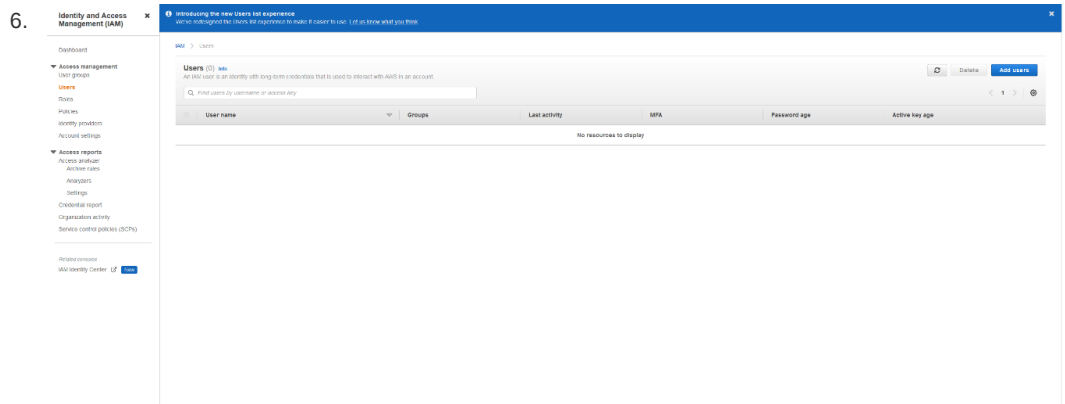 6.
Identity and Access
Management (IAM)
Dashboard
Access management
User groups
Users
Roles
Policies
Identity providers
Account settings
Access reports
Access analyzer
Archive rules
Analyzers
Settings
Credential report
Organization activity
Service control policies (SCPs)
Related consoles
IAM Identity Center New
Introducing the new Users list experience
We've redesigned the Users list experience to make it easier to use. Let us know what you think.
IAM > Users
Users (0) Info
An IAM user is an identity with long-term credentials that is used to interact with AWS in an account.
Delete Add users
Find users by username or access key
1
User name Groups Last activity MFA Password age Active key age
No resources to display